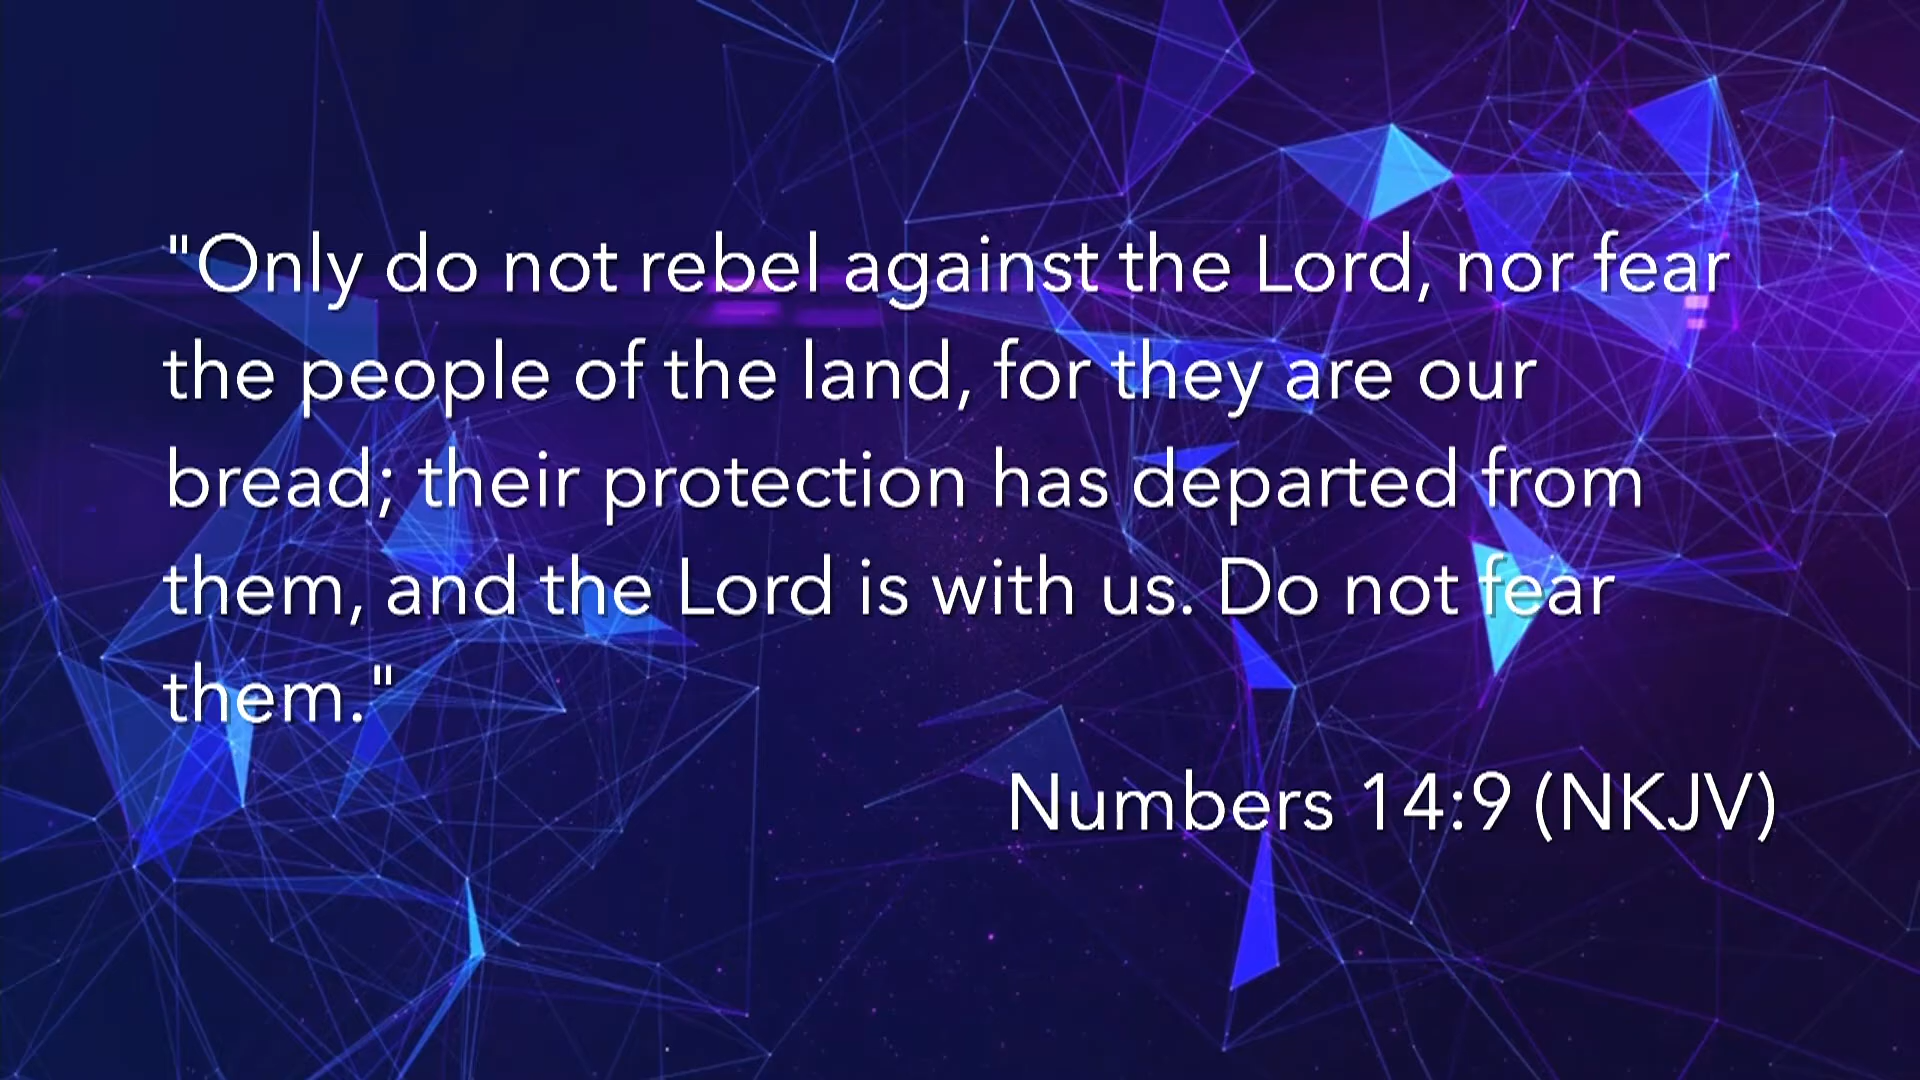 "Only do not rebel against the Lord, nor fear
the people of the land, for they are our
bread; their protection has departed from
them, and the Lord is with us. Do not fear
them."
Numbers 14:9 (NKJV)